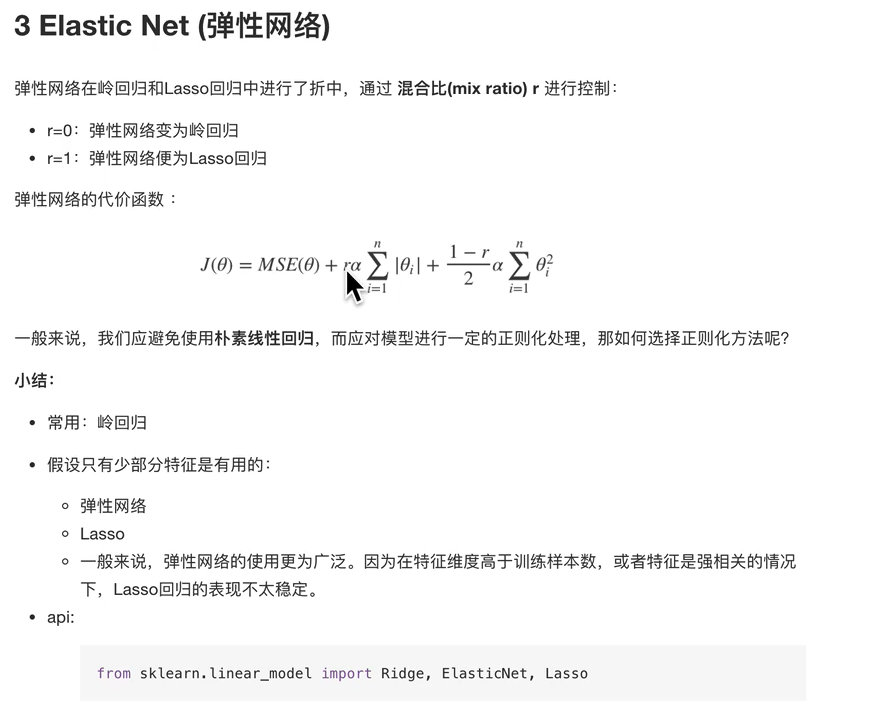 3 Elastic Net (弹性网络)
弹性网络在岭回归和Lasso回归中进行了折中，通过 混合比(mix ratio) r 进行控制：
• r=0：弹性网络变为岭回归
• r=1：弹性网络便为Lasso回归
弹性网络的代价函数 ：
J(θ) = MSE(θ) + rα ∑_{i=1}^{n} |θ_i| + \frac{1 − r}{2} α ∑_{i=1}^{n} θ_i^2
一般来说，我们应避免使用朴素线性回归，而应对模型进行一定的正则化处理，那如何选择正则化方法呢？
小结：
• 常用：岭回归
• 假设只有少部分特征是有用的：
◦ 弹性网络
◦ Lasso
◦ 一般来说，弹性网络的使用更为广泛。因为在特征维度高于训练样本数，或者特征是强相关的情况
下，Lasso回归的表现不太稳定。
• api:
from sklearn.linear_model import Ridge, ElasticNet, Lasso